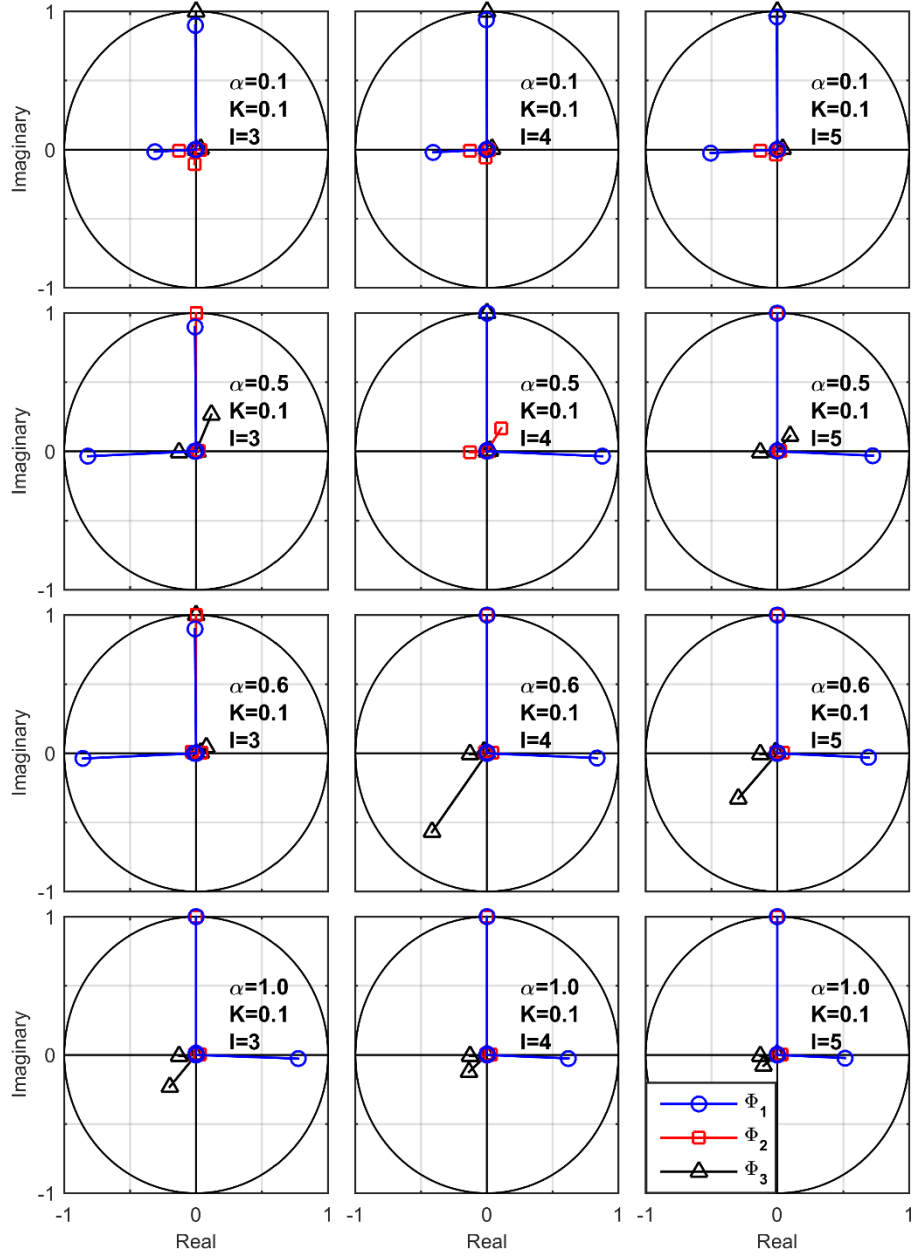 1
0
-1
Imaginary
α=0.1
K=0.1
I=3
α=0.1
K=0.1
I=4
α=0.1
K=0.1
I=5
1
0
-1
Imaginary
α=0.5
K=0.1
I=3
α=0.5
K=0.1
I=4
α=0.5
K=0.1
I=5
1
0
-1
Imaginary
α=0.6
K=0.1
I=3
α=0.6
K=0.1
I=4
α=0.6
K=0.1
I=5
1
0
-1
Imaginary
α=1.0
K=0.1
I=3
α=1.0
K=0.1
I=4
α=1.0
K=0.1
I=5
Φ1
Φ2
Φ3
-1 0 1
Real
-1 0 1
Real
-1 0 1
Real